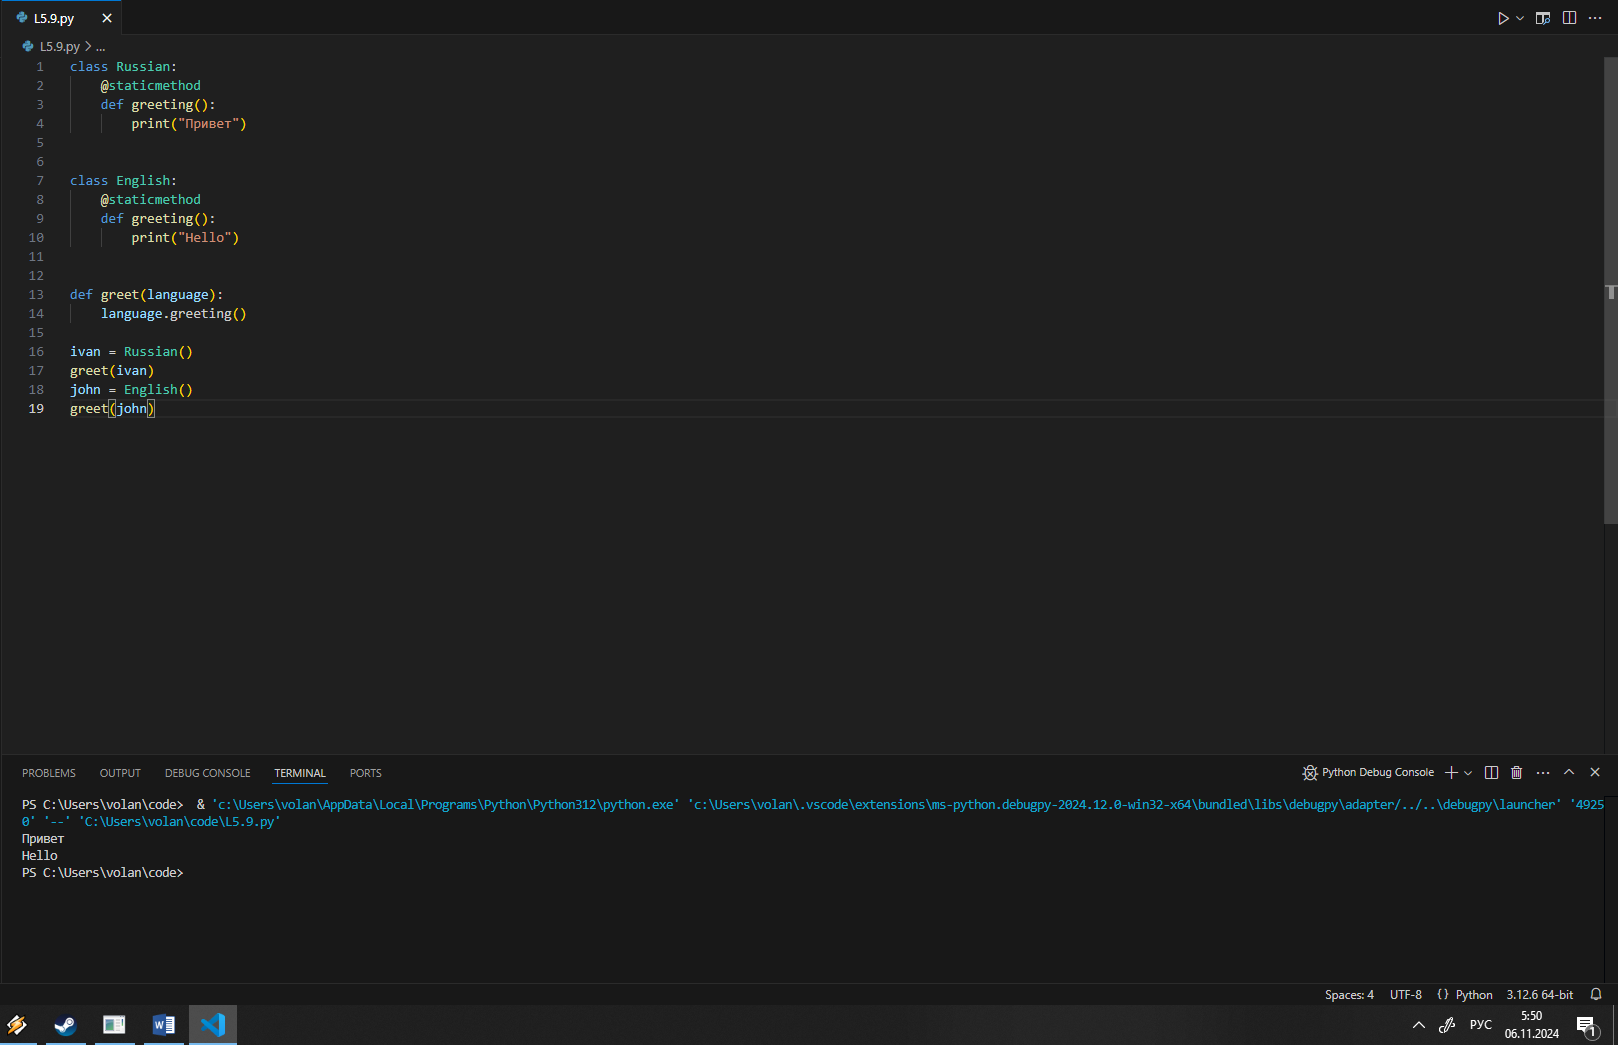 L5.9.py
L5.9.py > ...
1 class Russian:
2     @staticmethod
3     def greeting():
4         print("Привет")
5
6
7 class English:
8     @staticmethod
9     def greeting():
10         print("Hello")
11
12
13 def greet(language):
14     language.greeting()
15
16 ivan = Russian()
17 greet(ivan)
18 john = English()
19 greet(john)
PROBLEMS OUTPUT DEBUG CONSOLE TERMINAL PORTS Python Debug Console
PS C:\Users\volan\code>  & 'c:\Users\volan\AppData\Local\Programs\Python\Python312\python.exe' 'c:\Users\volan\.vscode\extensions\ms-python.debugpy-2024.12.0-win32-x64\bundled\libs\debugpy\adapter/../..\debugpy\launcher' '4925
0' '--' 'C:\Users\volan\code\L5.9.py'
Привет
Hello
PS C:\Users\volan\code>
Spaces: 4 UTF-8 {} Python 3.12.6 64-bit
РУС 5:50 1
06.11.2024